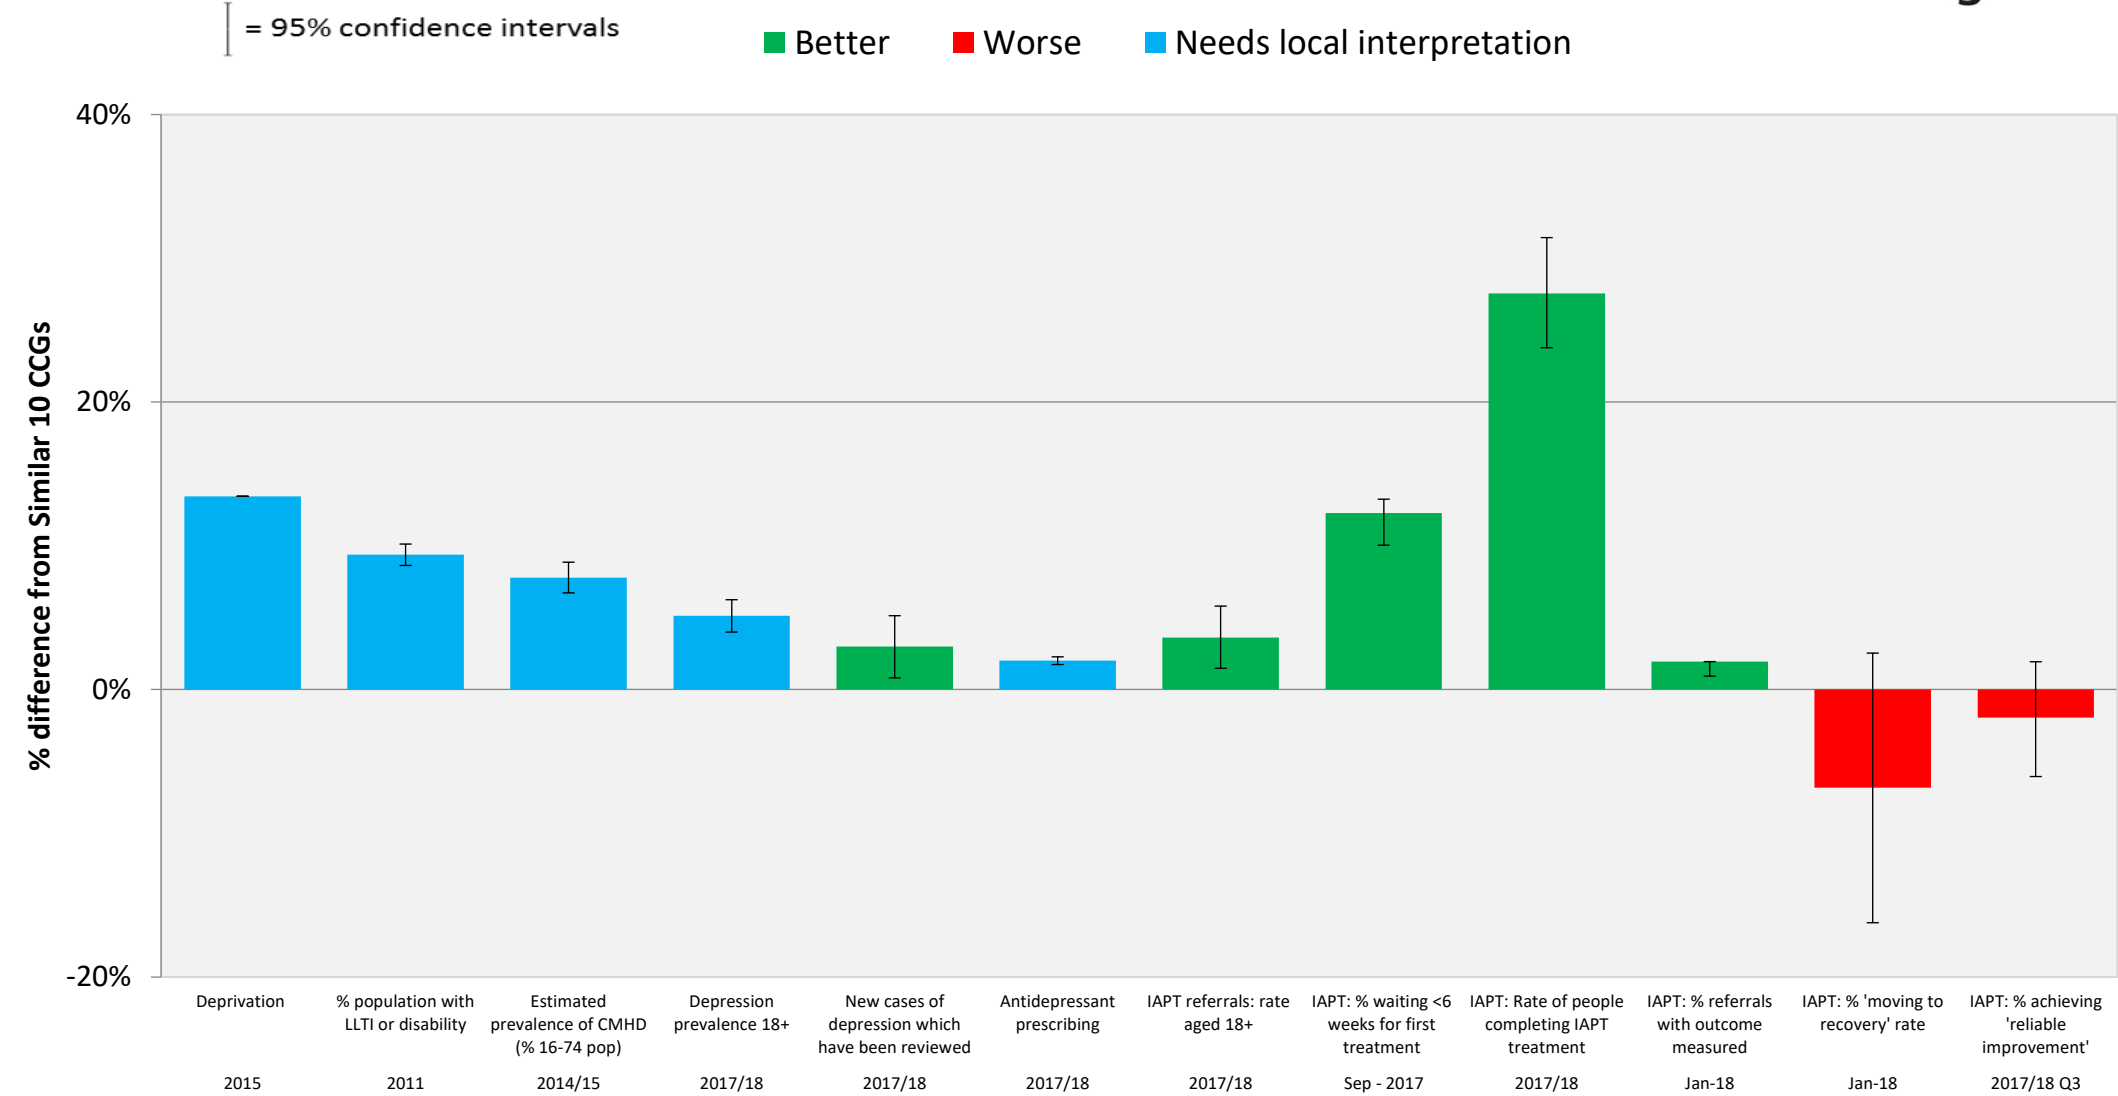 = 95% confidence intervals
Better Worse Needs local interpretation
% difference from Similar 10 CCGs
40%
20%
0%
-20%
Deprivation
2015
% population with
LLTI or disability
2011
Estimated
prevalence of CMHD
(% 16-74 pop)
2014/15
Depression
prevalence 18+
2017/18
New cases of
depression which
have been reviewed
2017/18
Antidepressant
prescribing
2017/18
IAPT referrals: rate
aged 18+
2017/18
IAPT: % waiting <6
weeks for first
treatment
Sep - 2017
IAPT: Rate of people
completing IAPT
treatment
2017/18
IAPT: % referrals
with outcome
measured
Jan-18
IAPT: % 'moving to
recovery' rate
Jan-18
IAPT: % achieving
'reliable
improvement'
2017/18 Q3